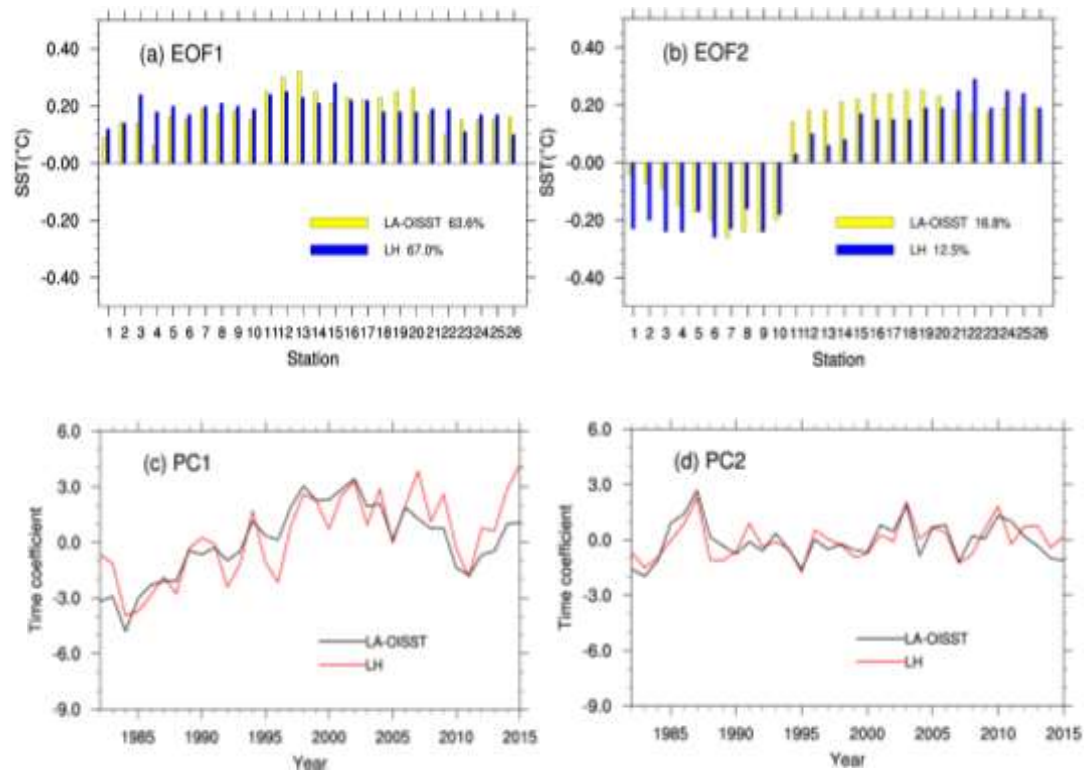 (a) EOF1
0.40
0.20
-0.00
-0.20
-0.40
SST(°C)
LA-OISST 63.6%
LH 67.0%
1 2 3 4 5 6 7 8 9 10 11 12 13 14 15 16 17 18 19 20 21 22 23 24 25 26
Station
(b) EOF2
0.40
0.20
-0.00
-0.20
-0.40
SST(°C)
LA-OISST 16.8%
LH 12.5%
1 2 3 4 5 6 7 8 9 10 11 12 13 14 15 16 17 18 19 20 21 22 23 24 25 26
Station
(c) PC1
6.0
3.0
0.0
-3.0
-6.0
-9.0
Time coefficient
LA-OISST
LH
1985 1990 1995 2000 2005 2010 2015
Year
(d) PC2
6.0
3.0
0.0
-3.0
-6.0
-9.0
Time coefficient
LA-OISST
LH
1985 1990 1995 2000 2005 2010 2015
Year